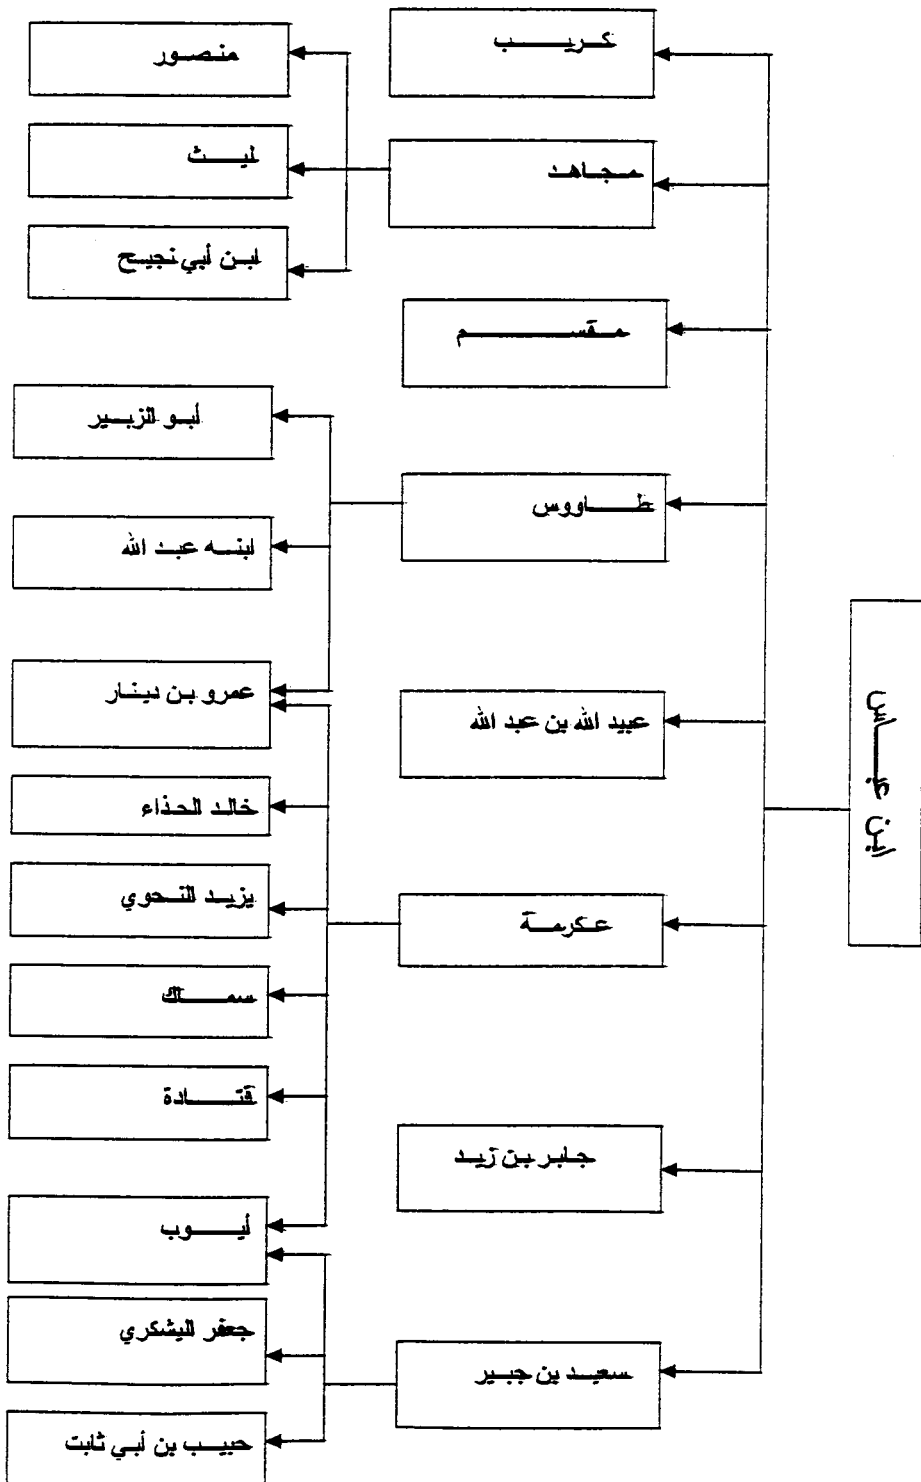 ابن عباس
كريب
مجاهد
مقسم
طاووس
عبيد الله بن عبد الله
عكرمة
جابر بن زيد
سعيد بن جبير
منصور
ليث
ابن أبي نجيح
أبو الزبير
ابنه عبد الله
عمرو بن دينار
خالد الحذاء
يزيد النحوي
سماك
قتادة
أيوب
جعفر اليشكري
حبيب بن أبي ثابت